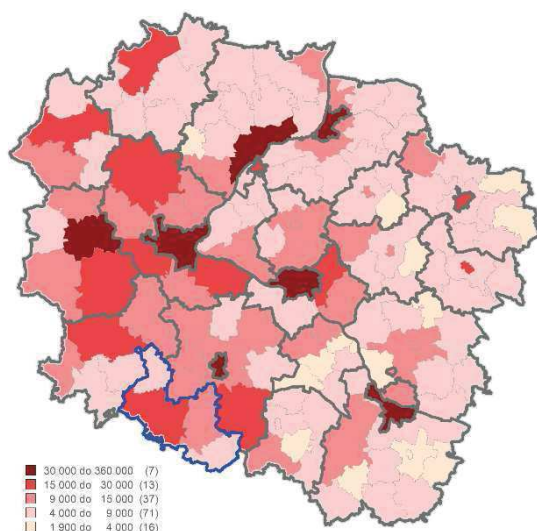 30.000 do 360.000 (7)
15.000 do 30.000 (13)
9.000 do 15.000 (37)
4.000 do 9.000 (71)
1.900 do 4.000 (16)